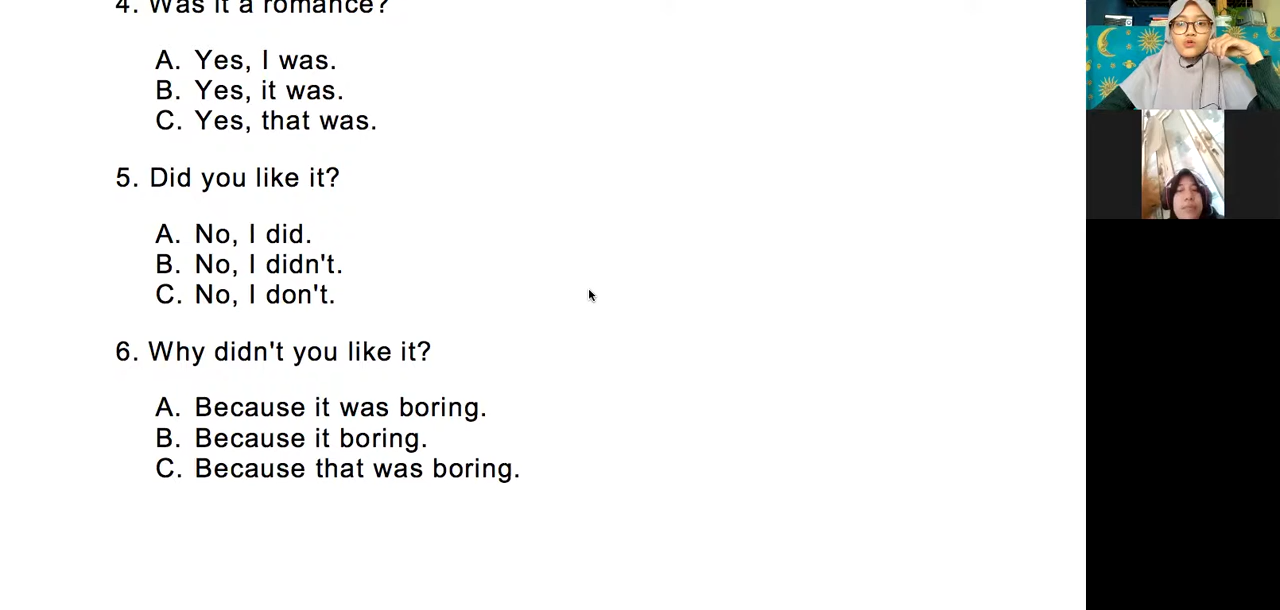 4. Was it a romance?
A. Yes, I was.
B. Yes, it was.
C. Yes, that was.
5. Did you like it?
A. No, I did.
B. No, I didn't.
C. No, I don't.
6. Why didn't you like it?
A. Because it was boring.
B. Because it boring.
C. Because that was boring.